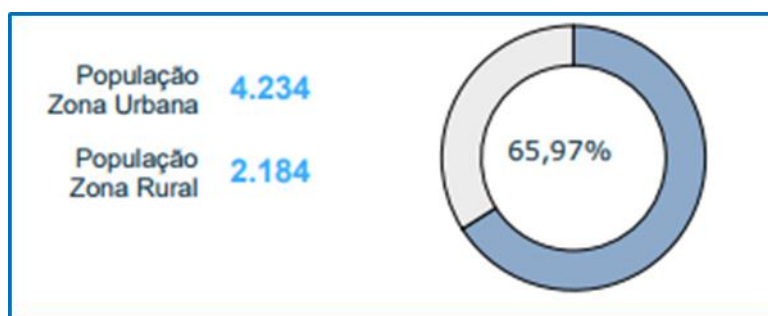 População
Zona Urbana
4.234
População
Zona Rural
2.184
65,97%